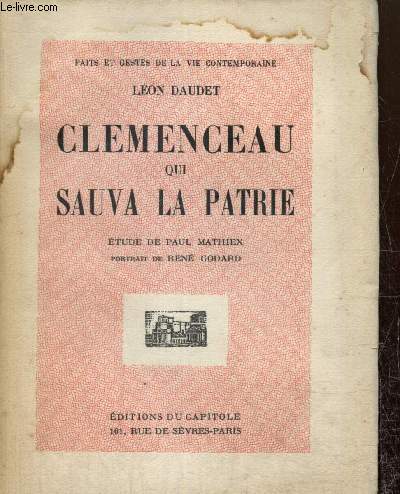 Le-livre.com
FAITS ET GESTES DE LA VIE CONTEMPORAINE
LÉON DAUDET
CLEMENCEAU
QUI
SAUVA LA PATRIE
ÉTUDE DE PAUL MATHIEX
PORTRAIT DE RENÉ GODARD
ÉDITIONS DU CAPITOLE
161, RUE DE SÈVRES-PARIS